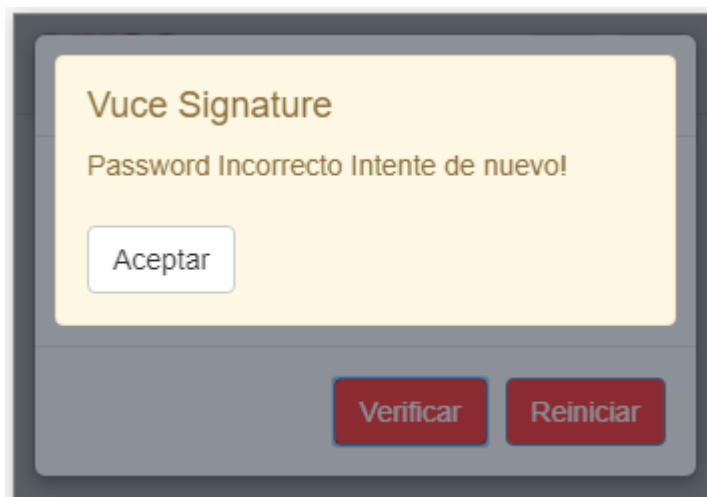 Vuce Signature
Password Incorrecto Intente de nuevo!
Aceptar
Verificar Reiniciar